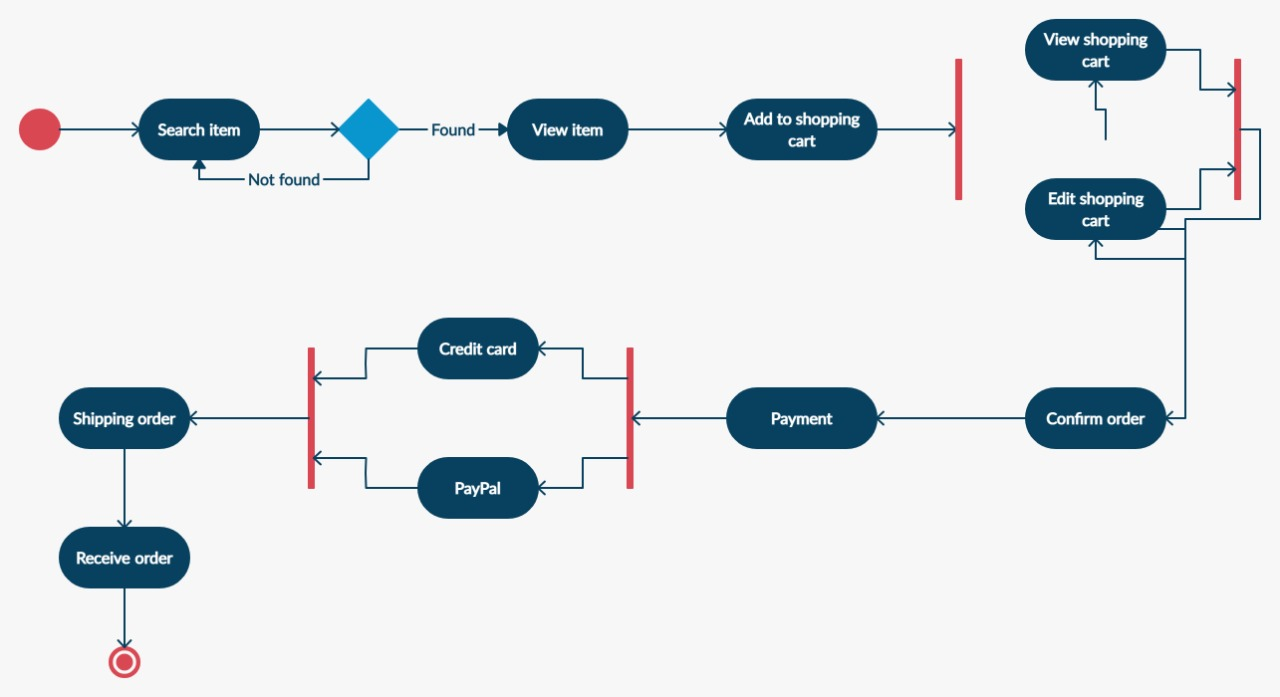 View shopping
cart
Search item
Found
View item
Add to shopping
cart
Not found
Edit shopping
cart
Credit card
Shipping order
Payment
Confirm order
PayPal
Receive order